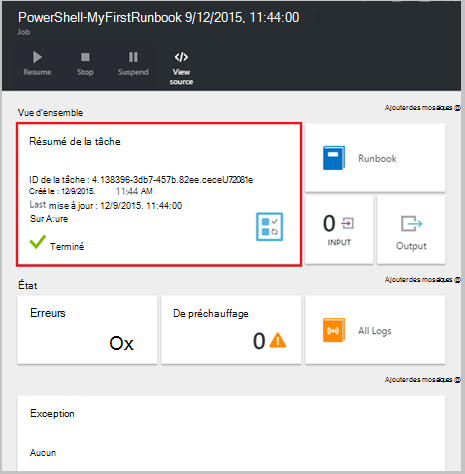 PowerShell-MyFirstRunbook 9/12/2015, 11:44:00
Job
Resume
Stop
Suspend
View source
Vue d'ensemble
Ajouter des mosaïques
Résumé de la tâche
ID de la tâche : 4.138396-3db7-457b.82ee.ceceU72081e
Créé le : 12/9/2015. 11:44 AM
Last mise à jour : 12/9/2015. 11:44:00
Sur A:ure
Terminé
Runbook
0
INPUT
Output
État
Ajouter des mosaïques
Erreurs
Ox
De préchauffage
0
All Logs
Ajouter des mosaïques
Exception
Aucun